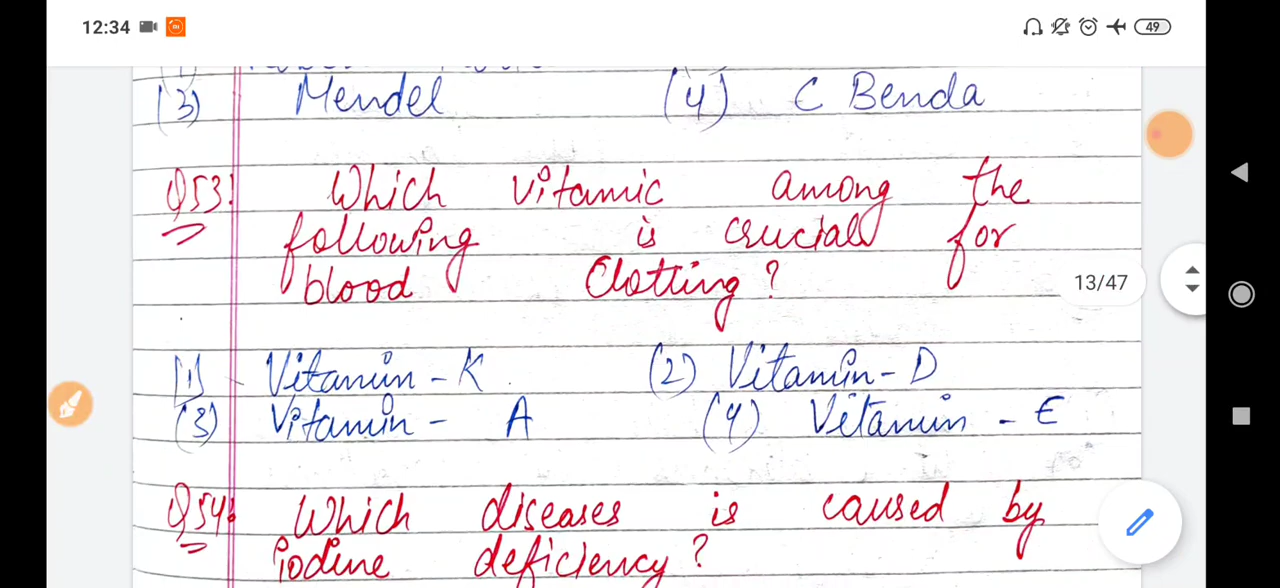 12:34
49
(3) Mendel (4) C Benda
Q53! Which vitamic among the
following is crucial for
blood Clotting?
13/47
(1) Vitamin - K (2) Vitamin - D
(3) Vitamin - A (4) Vitamin - E
Q54! Which diseases is caused by
iodine deficiency?